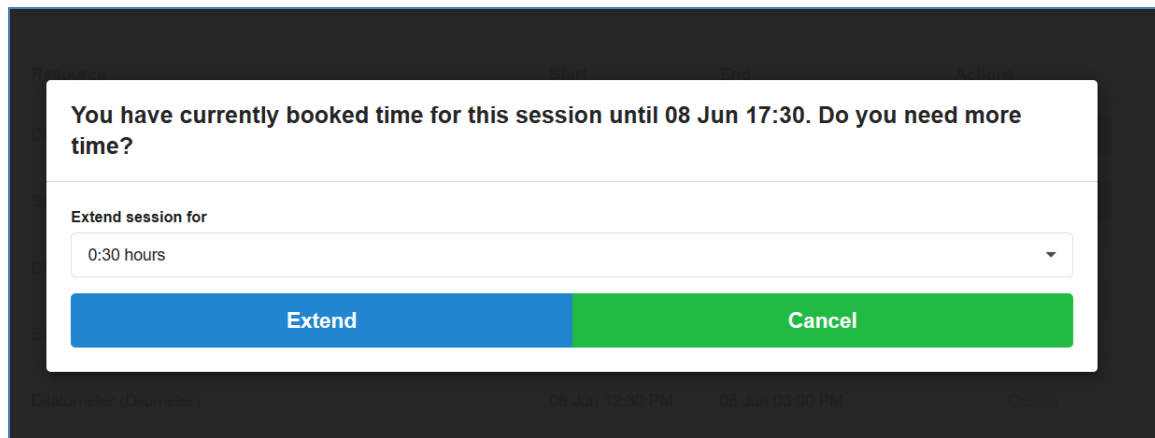 Resource Start End Actions
You have currently booked time for this session until 08 Jun 17:30. Do you need more
time?
Extend session for
0:30 hours
Extend Cancel
08 Jun 12:30 PM 08 Jun 03:00 PM